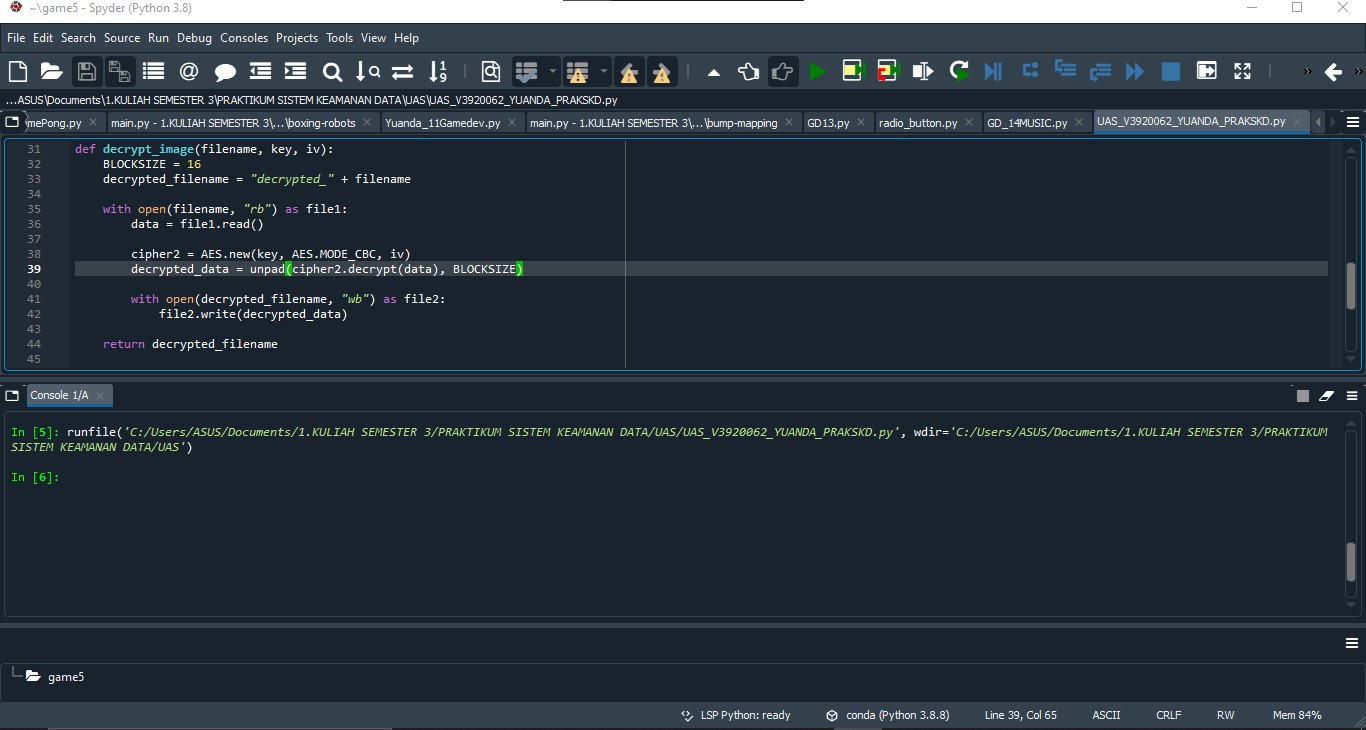 ~\game5 - Spyder (Python 3.8)
File Edit Search Source Run Debug Consoles Projects Tools View Help
...ASUS\Documents\1.KULIAH SEMESTER 3\PRAKTIKUM SISTEM KEAMANAN DATA\UAS\UAS_V3920062_YUANDA_PRAKSKD.py
mePong.py main.py - 1.KULIAH SEMESTER 3\...\boxing-robots Yuanda_11Gamedev.py main.py - 1.KULIAH SEMESTER 3\...\bump-mapping GD13.py radio_button.py GD_14MUSIC.py UAS_V3920062_YUANDA_PRAKSKD.py
31 def decrypt_image(filename, key, iv):
32 BLOCKSIZE = 16
33 decrypted_filename = "decrypted_" + filename
34
35 with open(filename, "rb") as file1:
36 data = file1.read()
37
38 cipher2 = AES.new(key, AES.MODE_CBC, iv)
39 decrypted_data = unpad(cipher2.decrypt(data), BLOCKSIZE)
40
41 with open(decrypted_filename, "wb") as file2:
42 file2.write(decrypted_data)
43
44 return decrypted_filename
45
Console 1/A
In [5]: runfile('C:/Users/ASUS/Documents/1.KULIAH SEMESTER 3/PRAKTIKUM SISTEM KEAMANAN DATA/UAS/UAS_V3920062_YUANDA_PRAKSKD.py', wdir='C:/Users/ASUS/Documents/1.KULIAH SEMESTER 3/PRAKTIKUM
SISTEM KEAMANAN DATA/UAS')
In [6]:
game5
LSP Python: ready conda (Python 3.8.8) Line 39, Col 65 ASCII CRLF RW Mem 84%